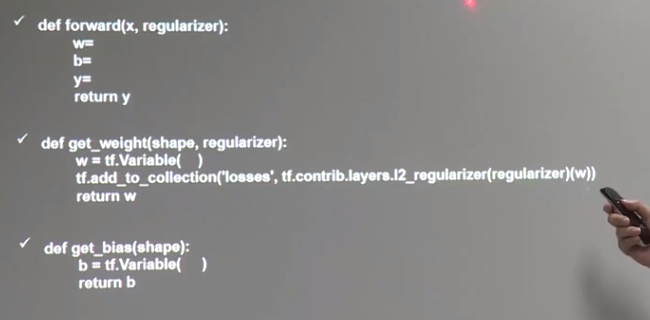 ✓ def forward(x, regularizer):
w=
b=
y=
return y
✓ def get_weight(shape, regularizer):
w = tf.Variable( )
tf.add_to_collection('losses', tf.contrib.layers.l2_regularizer(regularizer)(w))
return w
✓ def get_bias(shape):
b = tf.Variable( )
return b